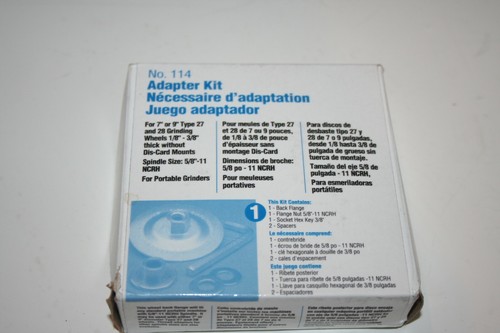 No. 114
Adapter Kit
Nécessaire d'adaptation
Juego adaptador
For 7" or 9" Type 27
and 28 Grinding
Wheels 1/8" - 3/8"
thick without
Dis-Card Mounts
Spindle Size: 5/8"-11
NCRH
For Portable Grinders
Pour meules de Type 27
et 28 de 7 ou 9 pouces,
de 1/8 à 3/8 de pouce
d'épaisseur sans
montage Dis-Card
Dimensions de broche:
5/8 po - 11 NCRH
Pour meuleuses
portatives
Para discos de
desbaste tipo 27 y
28 de 7 o 9 pulgadas,
desde 1/8 hasta 3/8
de pulgada de grueso sin
tuerca de montaje.
Tamaño del eje 5/8 de
pulgada - 11 NCRH,
Para esmeriladoras
portátiles
1
This Kit Contains:
1 - Back Flange
1 - Flange Nut 5/8"-11 NCRH
1 - Socket Hex Key 3/8"
2 - Spacers
Le nécessaire comprend:
1 - contrebride
1 - écrou de bride de 5/8 po - 11 NCRH
1 - clé hexagonale à douille de 3/8 po
2 - cales d'espacement
Este juego contiene
1 - Ribete posterior
1 - Tuerca para ribete de 5/8 pulgadas -11 NCRH
1 - Llave para casquillo hexagonal de 3/8 pulgadas
2 - Espaciadores